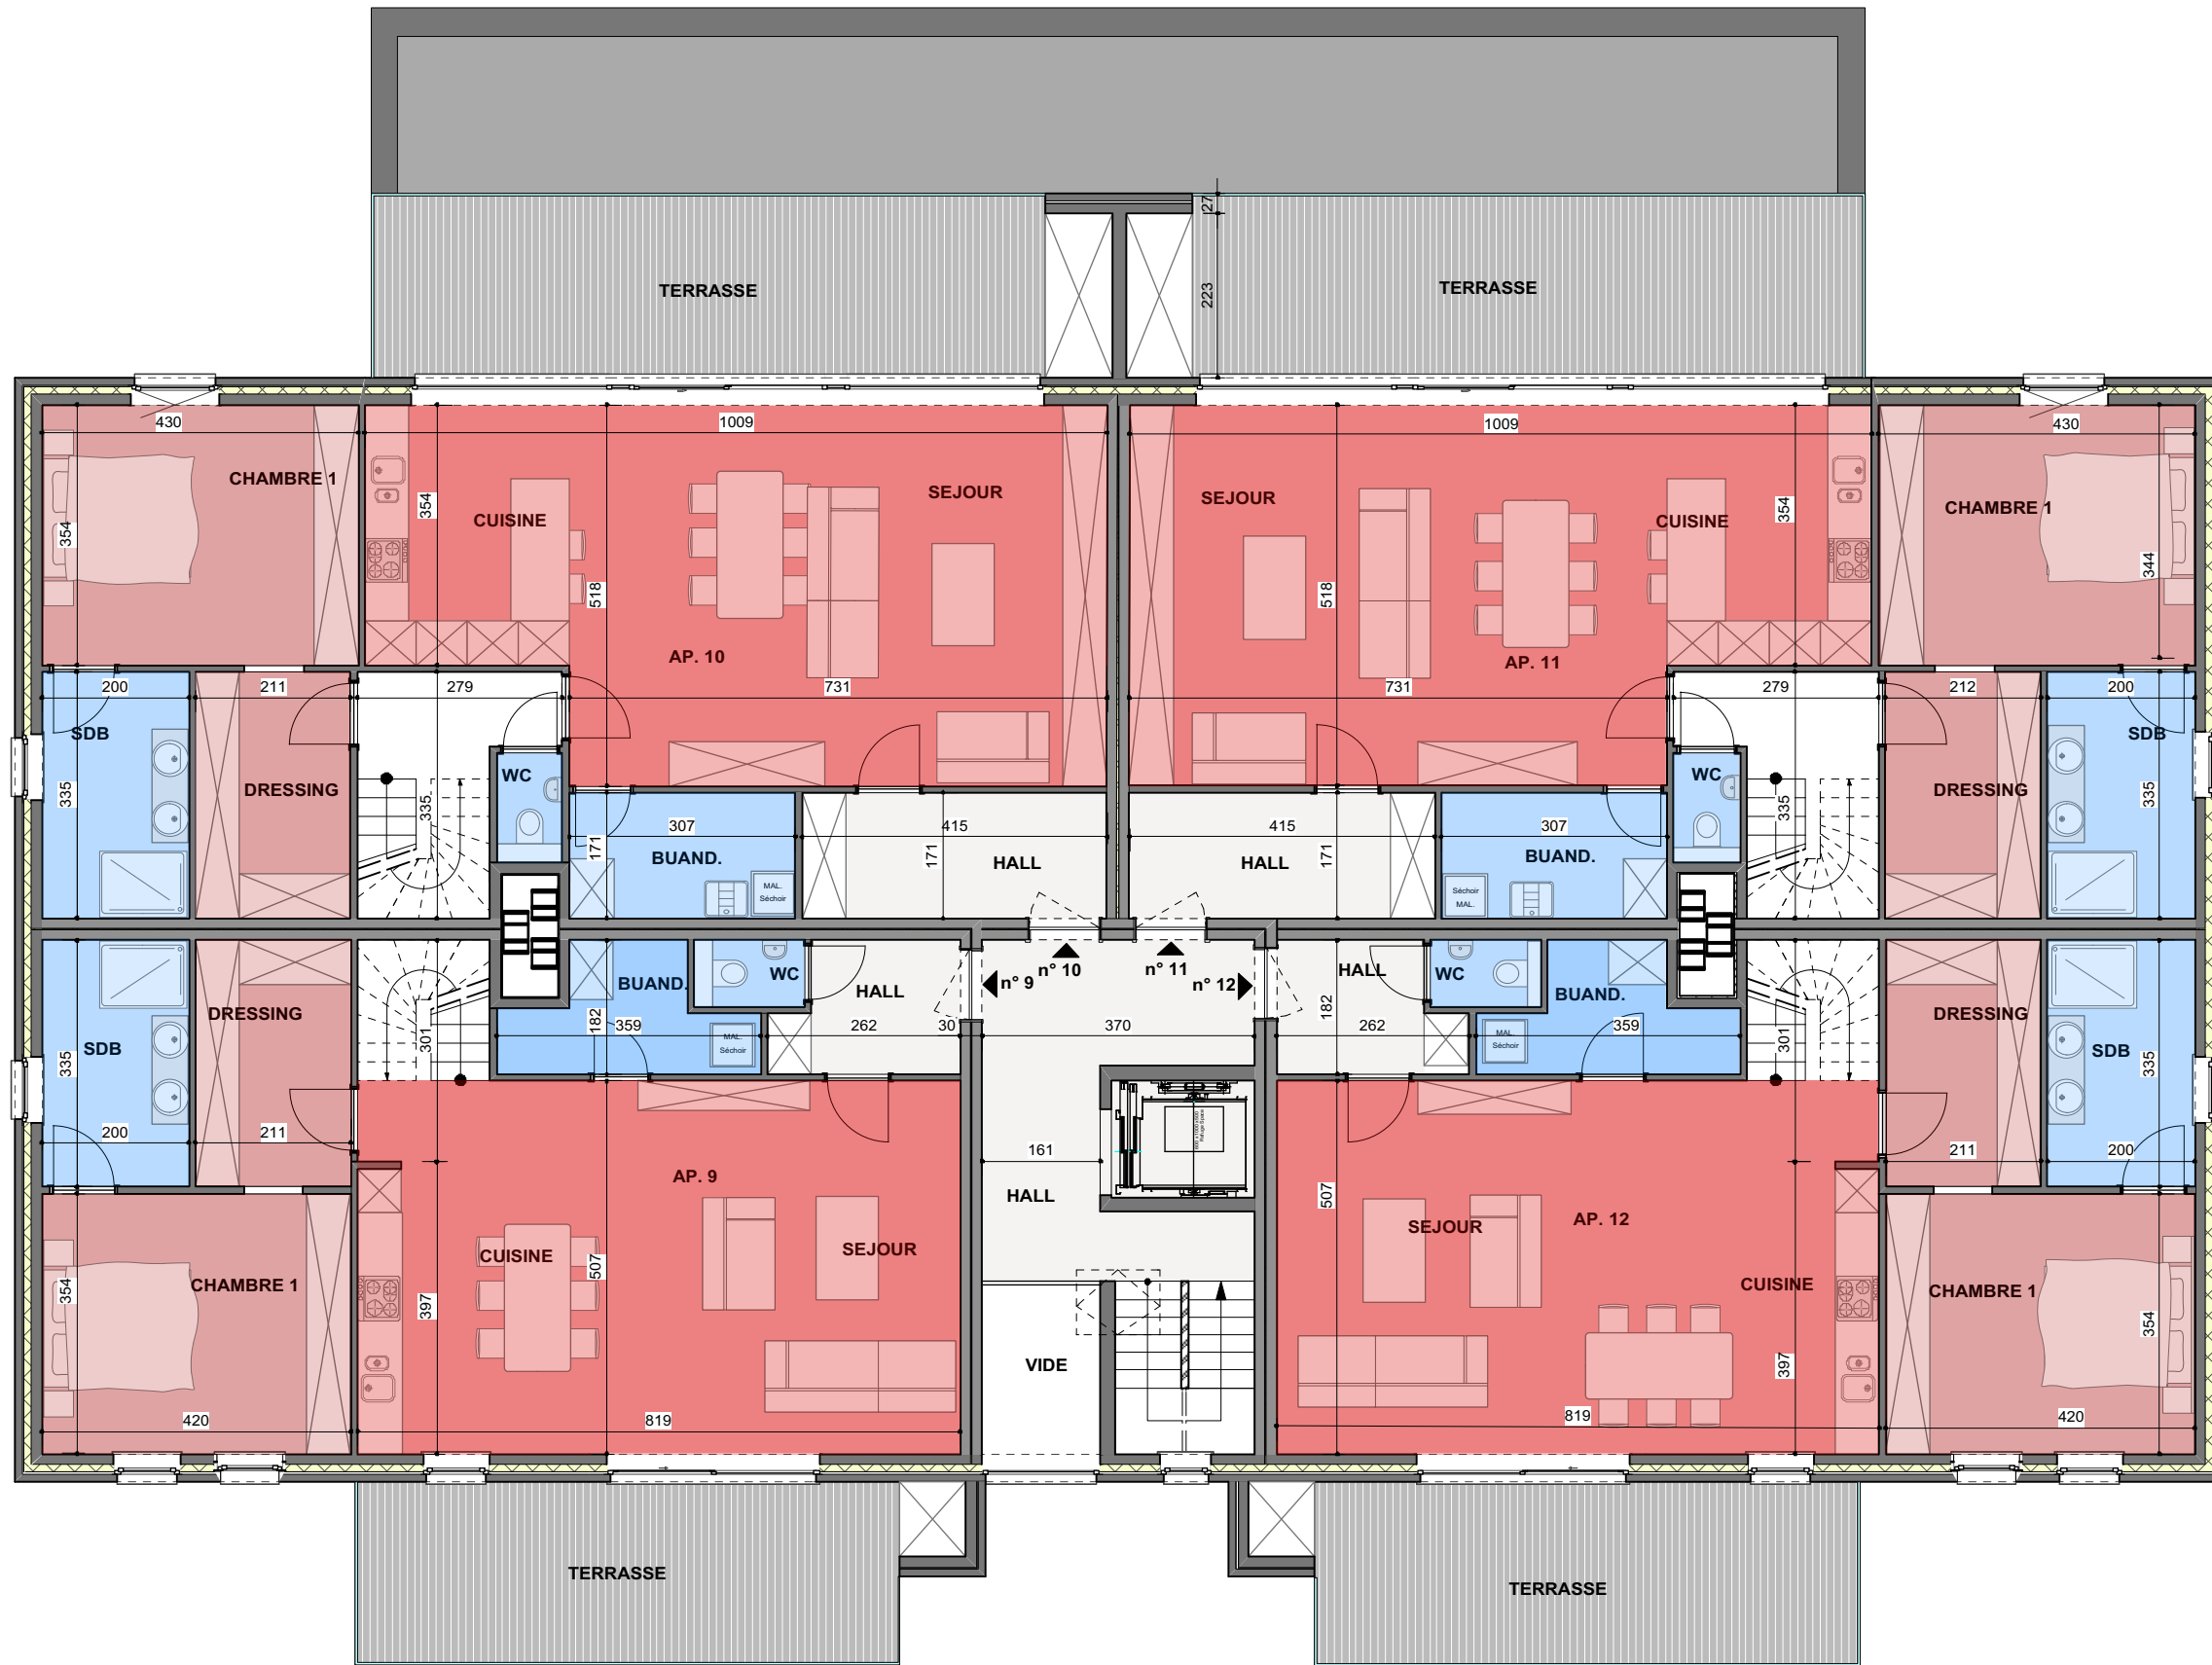 27
TERRASSE
TERRASSE
223
430
1009
1009
430
CHAMBRE 1
354
354
CUISINE
SEJOUR
518
AP. 10
SEJOUR
518
AP. 11
CUISINE
354
CHAMBRE 1
344
200
211
279
731
731
279
212
200
SDB
335
DRESSING
335
WC
171
307
BUAND.
MAL.
Séchoir
415
171
HALL
415
171
HALL
307
BUAND.
Séchoir
MAL.
WC
335
DRESSING
SDB
335
n° 9
n° 10
n° 11
n° 12
SDB
335
DRESSING
301
BUAND.
182
359
MAL.
Séchoir
WC
HALL
262
30
370
HALL
182
262
WC
BUAND.
359
MAL.
Séchoir
301
DRESSING
SDB
335
200
211
161
211
200
HALL
Refuge Space
AP. 9
CUISINE
507
SEJOUR
397
CHAMBRE 1
354
420
819
VIDE
507
SEJOUR
AP. 12
CUISINE
397
CHAMBRE 1
354
819
420
TERRASSE
TERRASSE